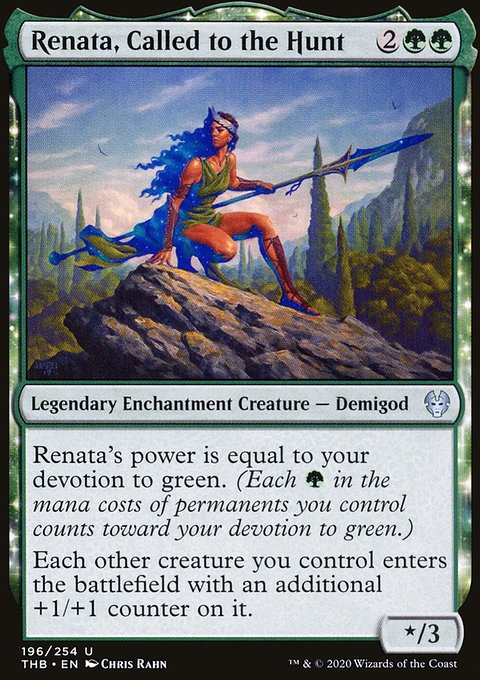 Renata, Called to the Hunt 2
Legendary Enchantment Creature — Demigod
Renata's power is equal to your
devotion to green. (Each in the
mana costs of permanents you control
counts toward your devotion to green.)
Each other creature you control enters
the battlefield with an additional
+1/+1 counter on it.
★/3
196/254 U
THB • EN Chris Rahn
™ & © 2020 Wizards of the Coast